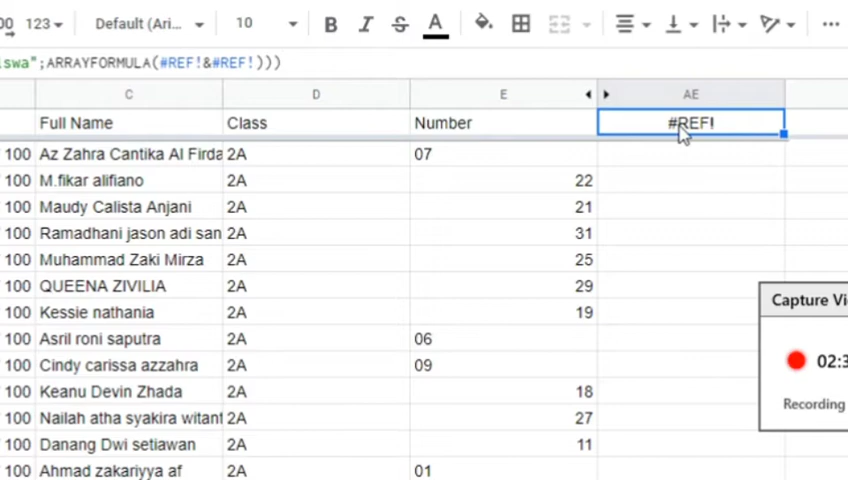 123 Default (Ari... 10 B I S A ...
swa";ARRAYFORMULA(#REF!&#REF!)))
C D E AE
Full Name Class Number #REF!
100 Az Zahra Cantika Al Firda 2A 07
100 M.fikar alifiano 2A 22
100 Maudy Calista Anjani 2A 21
100 Ramadhani jason adi san 2A 31
100 Muhammad Zaki Mirza 2A 25
100 QUEENA ZIVILIA 2A 29
100 Kessie nathania 2A 19
100 Asril roni saputra 2A 06
100 Cindy carissa azzahra 2A 09
100 Keanu Devin Zhada 2A 18
100 Nailah atha syakira witant 2A 27
100 Danang Dwi setiawan 2A 11
100 Ahmad zakariyya af 2A 01
Capture Vi
02:3
Recording